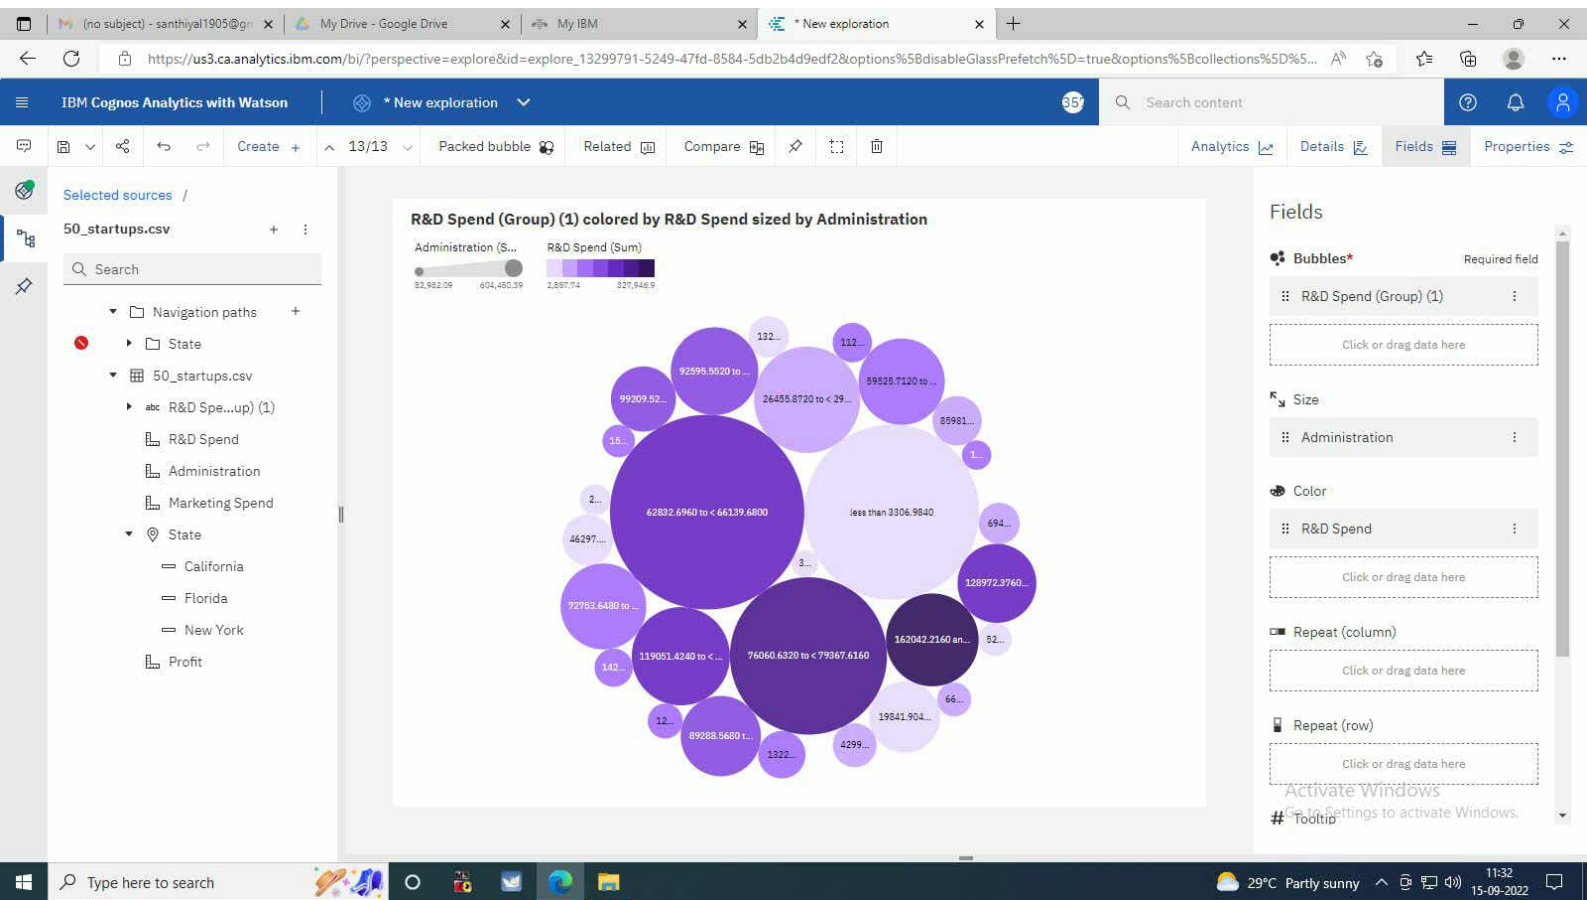 (no subject) - santhiyal1905@gm
My Drive - Google Drive
My IBM
* New exploration
https://us3.ca.analytics.ibm.com/bi/?perspective=explore&id=explore_13299791-5249-47fd-8584-5db2b4d9edf2&options%5BdisableGlassPrefetch%5D=true&options%5Bcollections%5D%5...
IBM Cognos Analytics with Watson
* New exploration
357
Search content
Create +
13/13
Packed bubble
Related
Compare
Analytics
Details
Fields
Properties
Selected sources /
50_startups.csv
Search
Navigation paths
State
50_startups.csv
abc R&D Spe...up) (1)
R&D Spend
Administration
Marketing Spend
State
California
Florida
New York
Profit
R&D Spend (Group) (1) colored by R&D Spend sized by Administration
Administration (S...
R&D Spend (Sum)
82,982.09
604,450.39
2,857.74
327,946.9
132...
112...
92595.5520 to ...
59525.7120 to ...
99209.52...
26455.8720 to < 29...
85981...
15...
1...
2...
62832.6960 to < 66139.6800
less than 3306.9840
694...
46297....
3...
128972.3760...
72753.6480 to ...
162042.2160 an...
52...
119051.4240 to < ...
76060.6320 to < 79367.6160
142...
66...
19841.904...
12...
89288.5680 t...
4299...
1322...
Fields
Bubbles*
Required field
R&D Spend (Group) (1)
Click or drag data here
Size
Administration
Color
R&D Spend
Click or drag data here
Repeat (column)
Click or drag data here
Repeat (row)
Click or drag data here
Activate Windows
Go to Settings to activate Windows.
Tooltip
Type here to search
29°C Partly sunny
11:32
15-09-2022